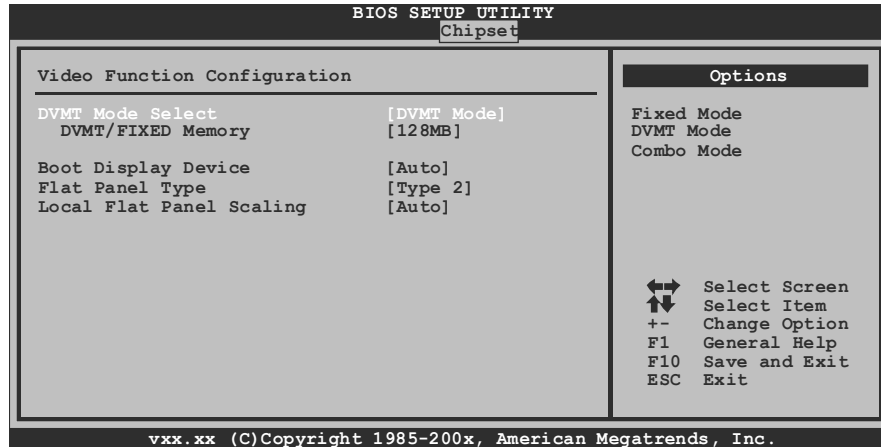 BIOS SETUP UTILITY
Chipset
Video Function Configuration
DVMT Mode Select [DVMT Mode]
DVMT/FIXED Memory [128MB]
Boot Display Device [Auto]
Flat Panel Type [Type 2]
Local Flat Panel Scaling [Auto]
Options
Fixed Mode
DVMT Mode
Combo Mode
Select Screen
Select Item
+- Change Option
F1 General Help
F10 Save and Exit
ESC Exit
vxx.xx (C)Copyright 1985-200x, American Megatrends, Inc.